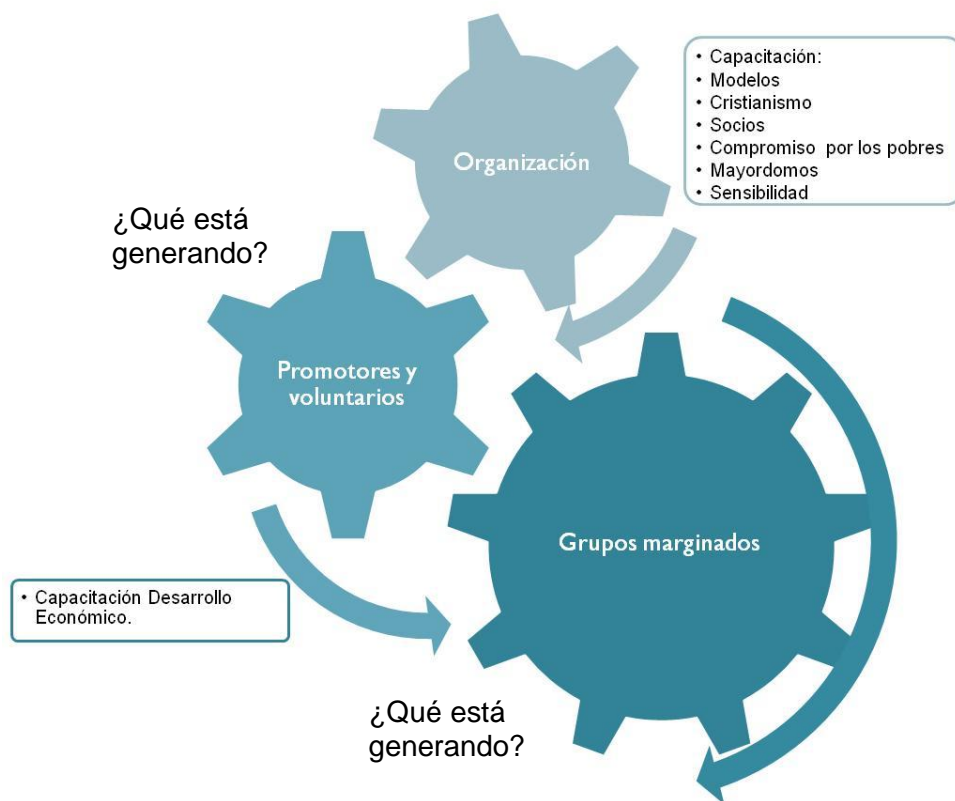 • Capacitación:
• Modelos
• Cristianismo
• Socios
• Compromiso por los pobres
• Mayordomos
• Sensibilidad
Organización
¿Qué está
generando?
Promotores y
voluntarios
Grupos marginados
• Capacitación Desarrollo
Económico.
¿Qué está
generando?